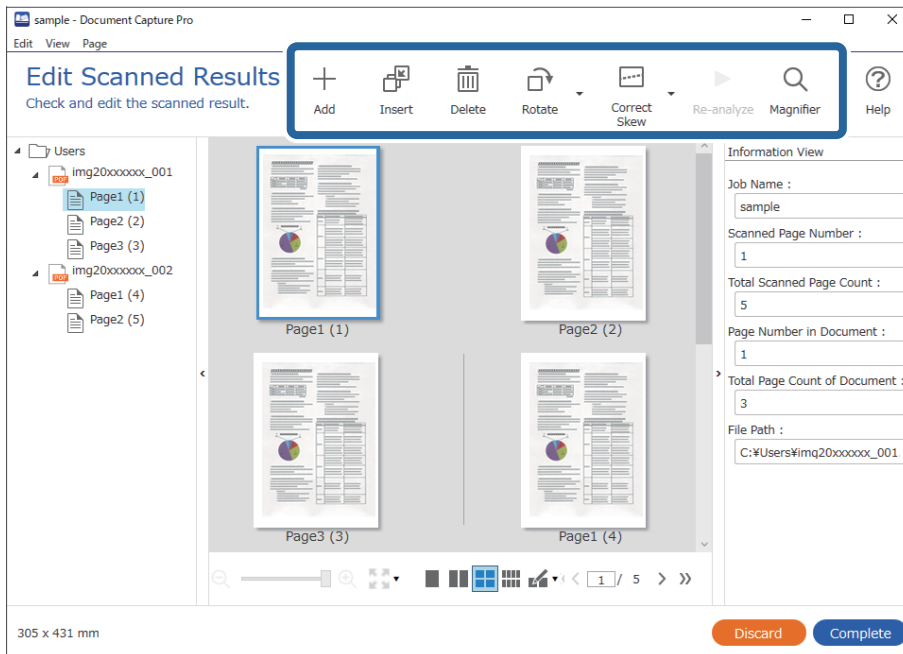 sample - Document Capture Pro
Edit View Page
Edit Scanned Results
Check and edit the scanned result.
Add
Insert
Delete
Rotate
Correct Skew
Re-analyze
Magnifier
Help
Users
PDF
img20xxxxxx_001
Page1 (1)
Page2 (2)
Page3 (3)
PDF
img20xxxxxx_002
Page1 (4)
Page2 (5)
Page1 (1)
Page2 (2)
Page3 (3)
Page1 (4)
1 / 5
Information View
Job Name :
sample
Scanned Page Number :
1
Total Scanned Page Count :
5
Page Number in Document :
1
Total Page Count of Document :
3
File Path :
C:¥Users¥img20xxxxxx_001.
305 x 431 mm
Discard
Complete